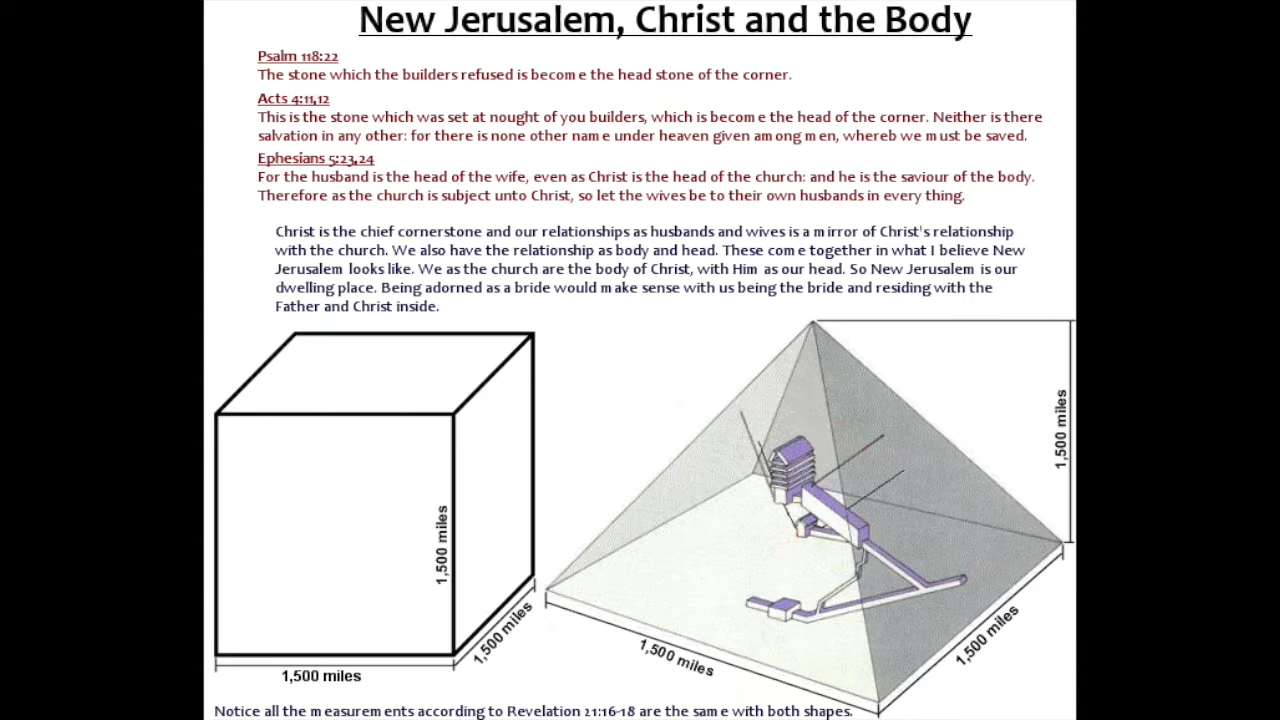 New Jerusalem, Christ and the Body
Psalm 118:22
The stone which the builders refused is become the head stone of the corner.
Acts 4:11,12
This is the stone which was set at nought of you builders, which is become the head of the corner. Neither is there
salvation in any other: for there is none other name under heaven given among men, whereb we must be saved.
Ephesians 5:23,24
For the husband is the head of the wife, even as Christ is the head of the church: and he is the saviour of the body.
Therefore as the church is subject unto Christ, so let the wives be to their own husbands in every thing.
Christ is the chief cornerstone and our relationships as husbands and wives is a mirror of Christ's relationship
with the church. We also have the relationship as body and head. These come together in what I believe New
Jerusalem looks like. We as the church are the body of Christ, with Him as our head. So New Jerusalem is our
dwelling place. Being adorned as a bride would make sense with us being the bride and residing with the
Father and Christ inside.
1,500 miles
1,500 miles
1,500 miles
1,500 miles
1,500 miles
1,500 miles
Notice all the measurements according to Revelation 21:16-18 are the same with both shapes.